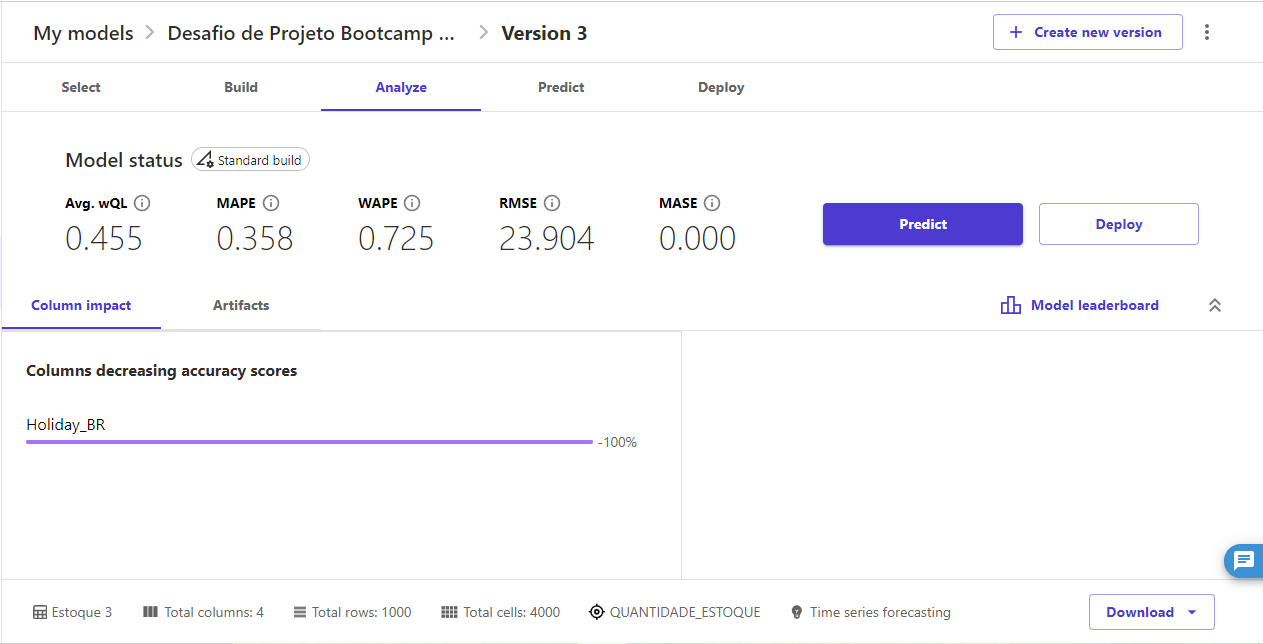 My models > Desafio de Projeto Bootcamp ... > Version 3
+ Create new version
Select Build Analyze Predict Deploy
Model status Standard build
Avg. wQL MAPE WAPE RMSE MASE
0.455 0.358 0.725 23.904 0.000
Predict Deploy
Column impact Artifacts Model leaderboard
Columns decreasing accuracy scores
Holiday_BR
-100%
Estoque 3 Total columns: 4 Total rows: 1000 Total cells: 4000 QUANTIDADE_ESTOQUE Time series forecasting Download